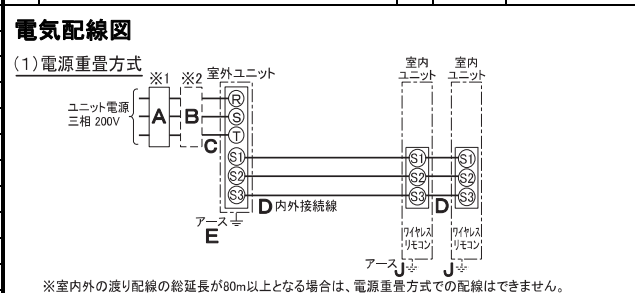 電気配線図
(1)電源重畳方式
※1 ※2 室外ユニット 室内ユニット 室内ユニット
ユニット電源
三相 200V
A B
R
S
T
C
S1 S1 S1
S2 S2 S2
S3 S3 S3
D 内外接続線 D
アース
E
ワイヤレスリモコン ワイヤレスリモコン
アース J J
※室内外の渡り配線の総延長が80m以上となる場合は、電源重畳方式での配線はできません。